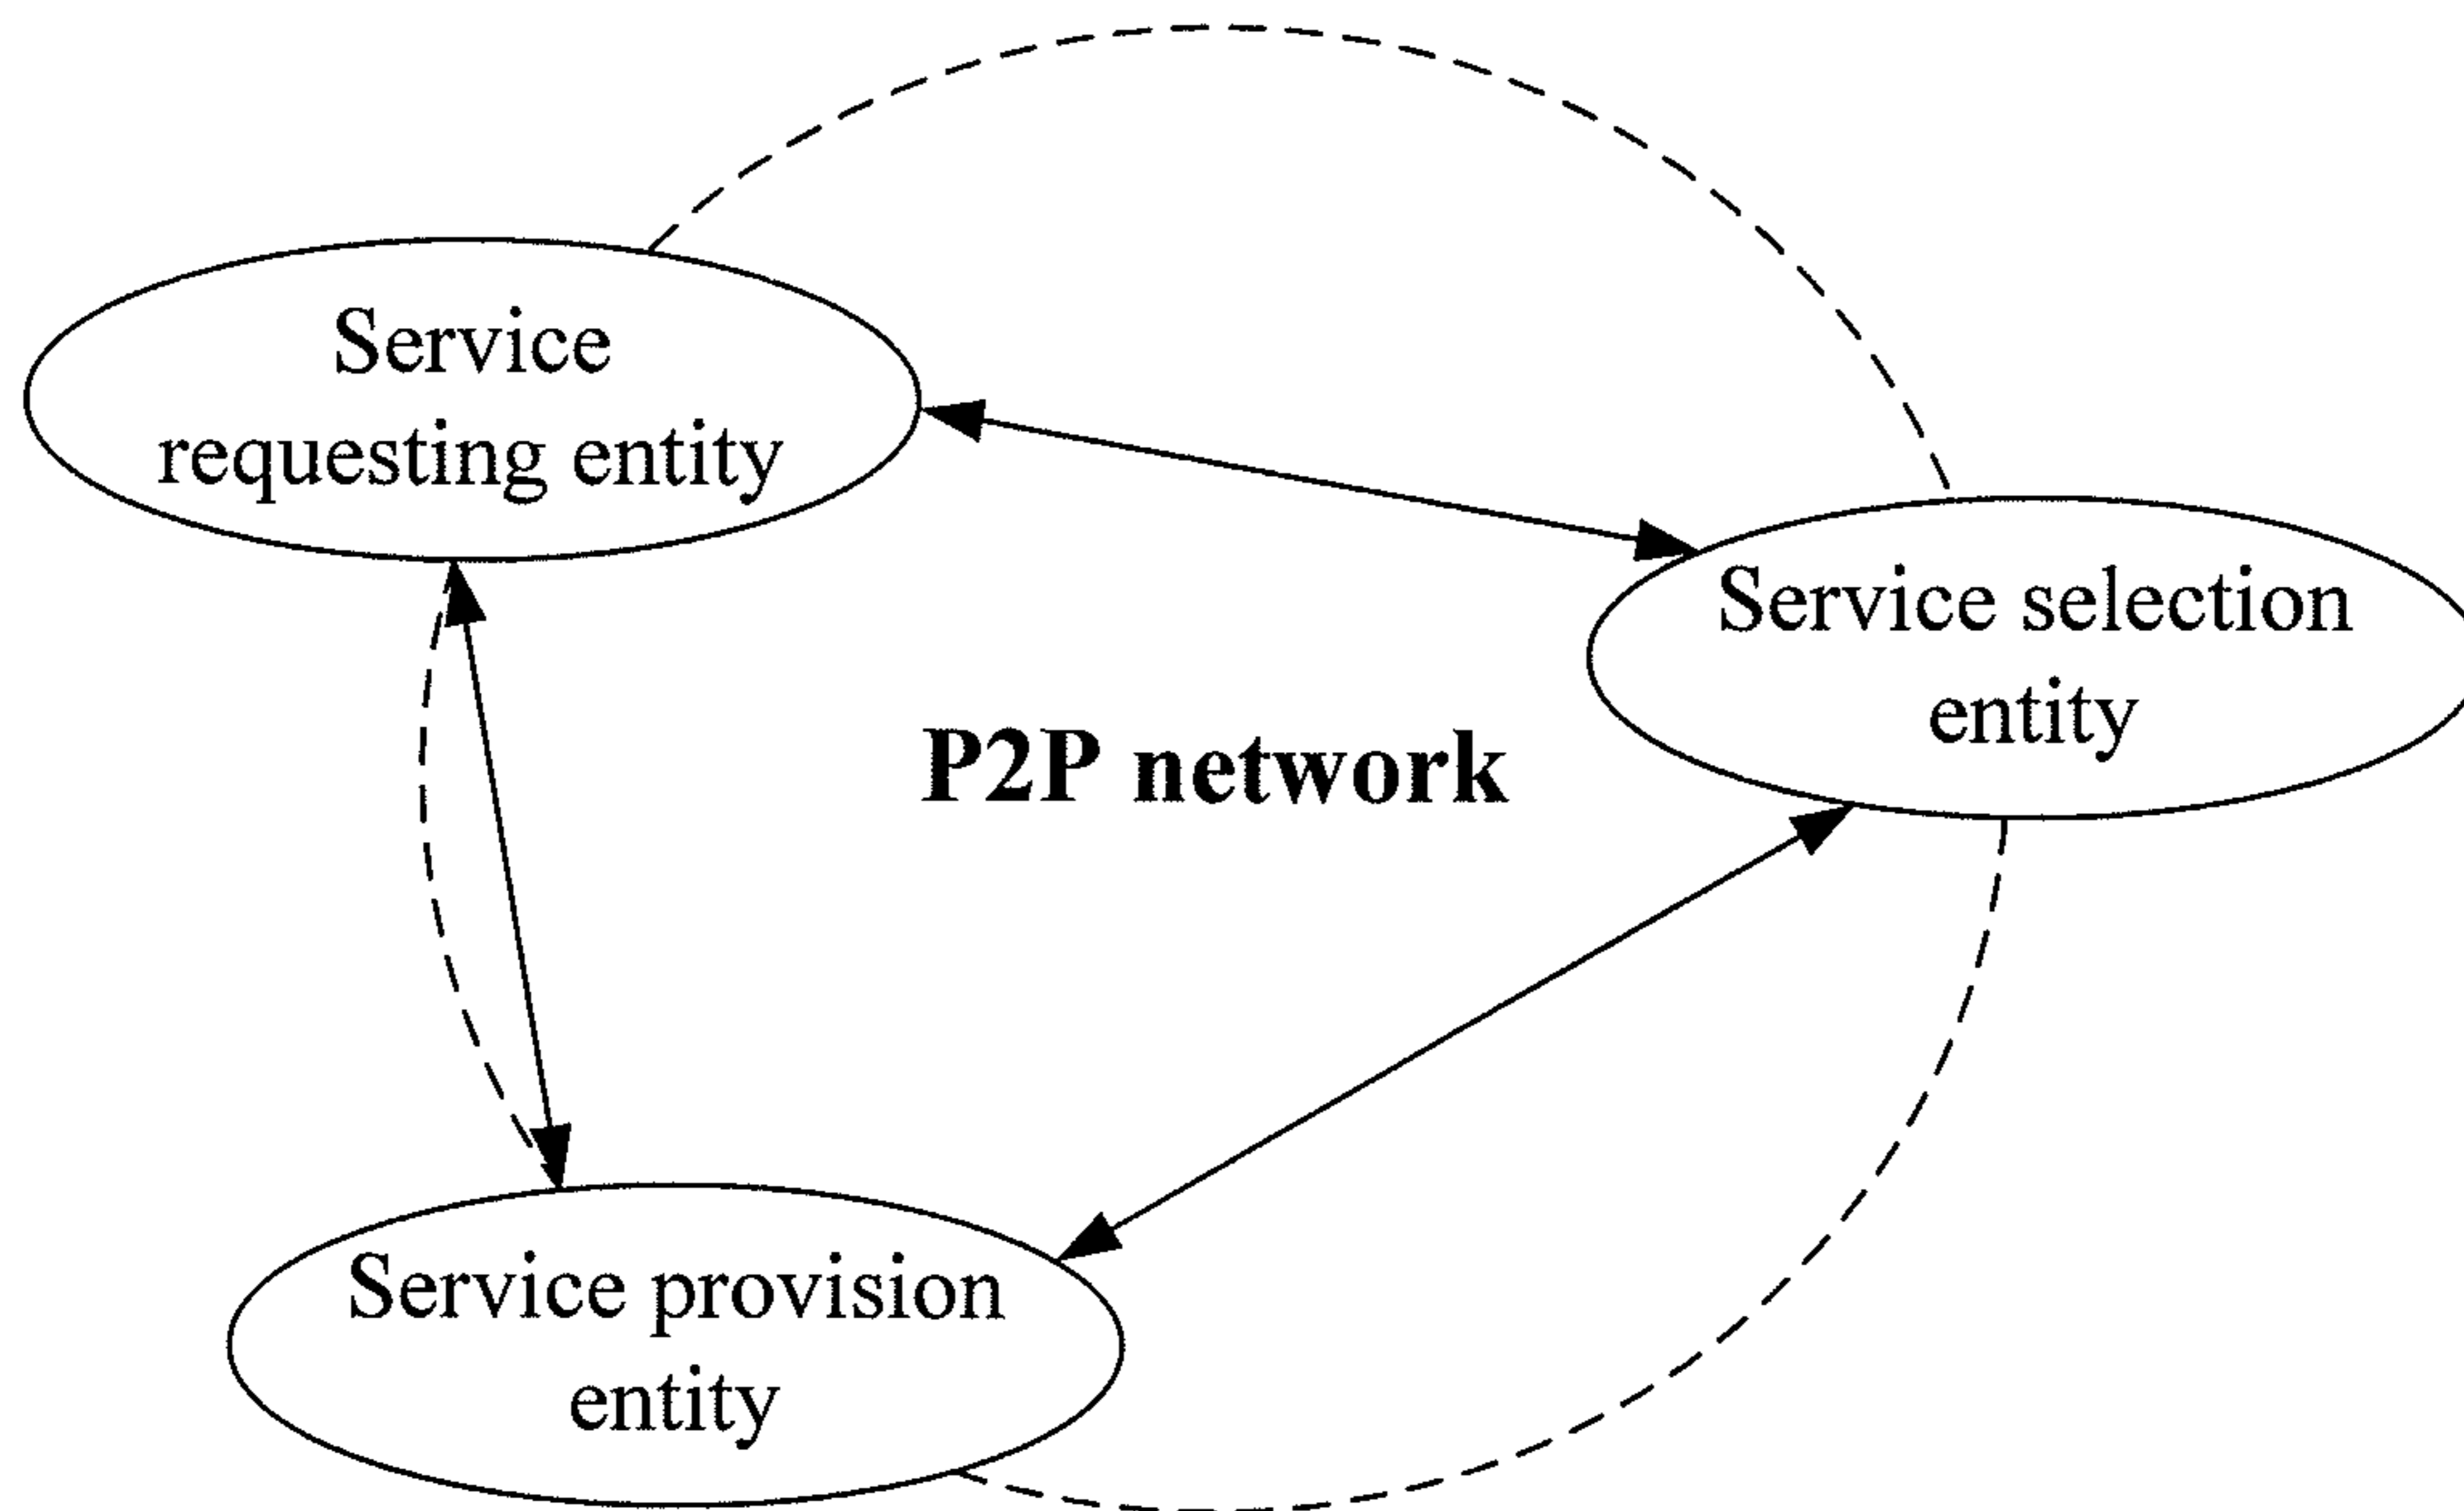 Service
requesting entity
Service selection
entity
P2P network
Service provision
entity